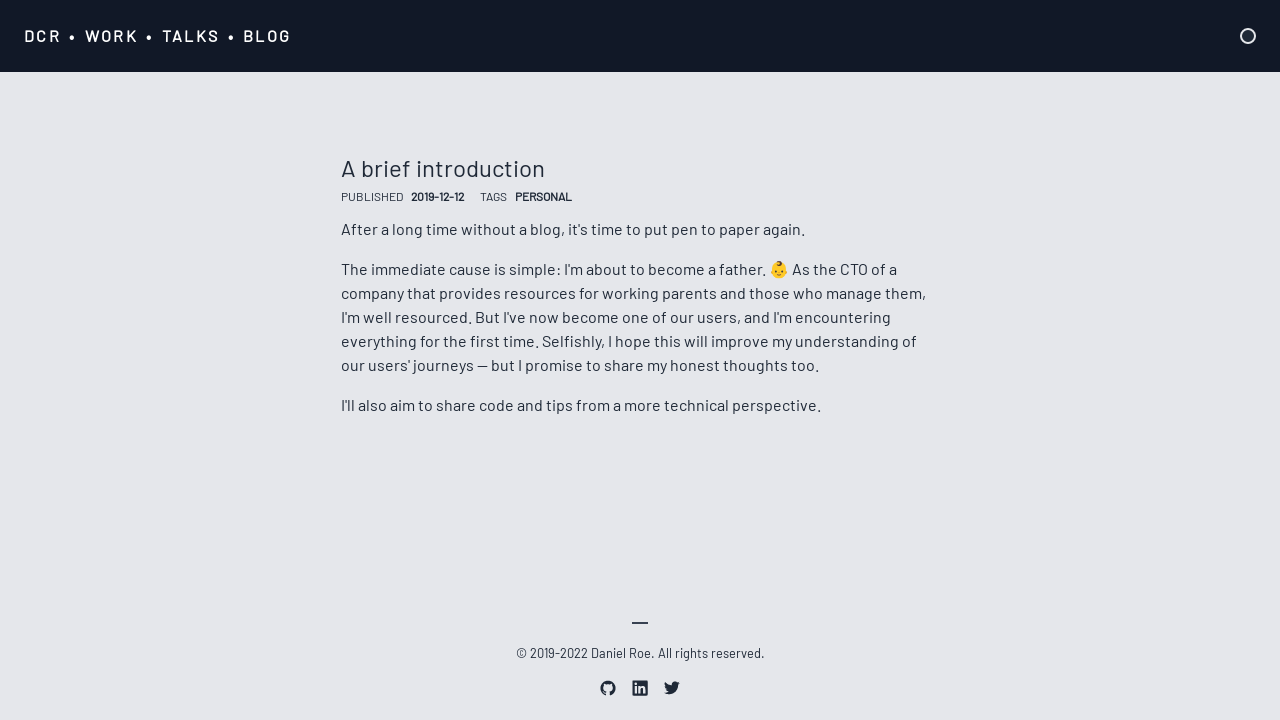 DCR • WORK • TALKS • BLOG
A brief introduction
PUBLISHED 2019-12-12 TAGS PERSONAL
After a long time without a blog, it's time to put pen to paper again.
The immediate cause is simple: I'm about to become a father. 👶 As the CTO of a
company that provides resources for working parents and those who manage them,
I'm well resourced. But I've now become one of our users, and I'm encountering
everything for the first time. Selfishly, I hope this will improve my understanding of
our users' journeys — but I promise to share my honest thoughts too.
I'll also aim to share code and tips from a more technical perspective.
© 2019-2022 Daniel Roe. All rights reserved.